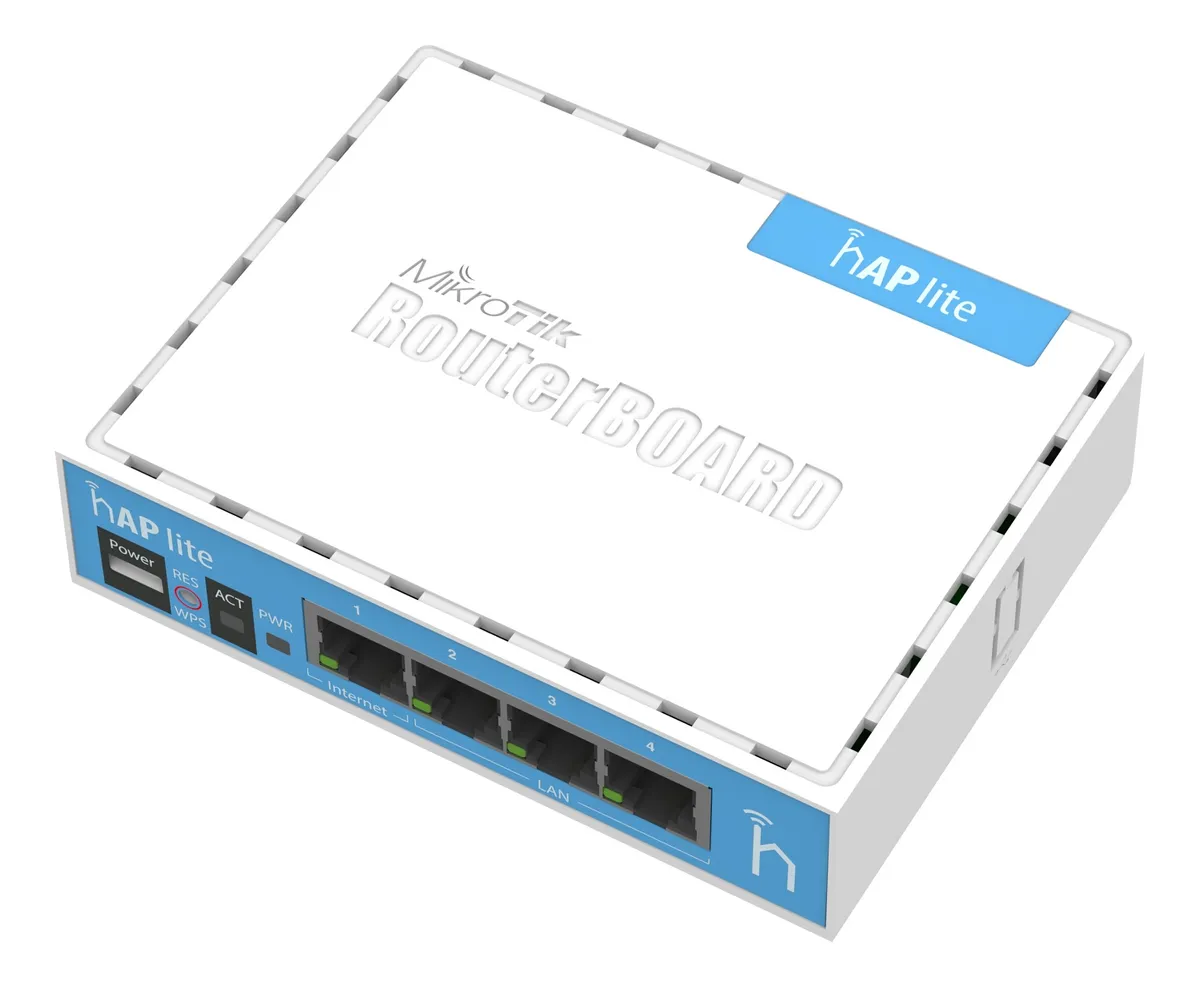 hAP lite
MikroTik
RouterBOARD
hAP lite
Power
RES
WPS
ACT
PWR
1
2
3
4
Internet
LAN